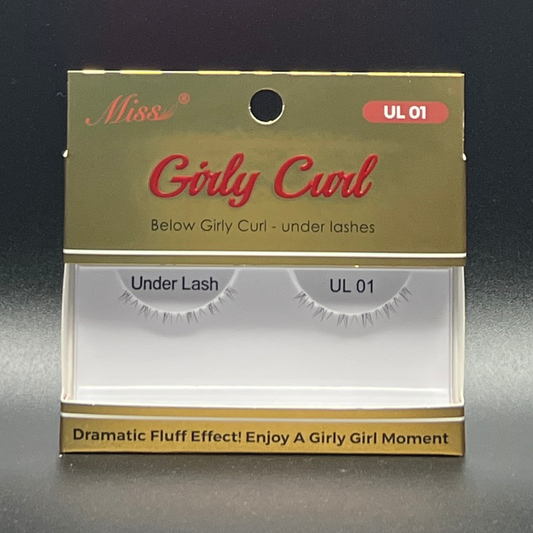 Miss ®
UL 01
Girly Curl
Below Girly Curl - under lashes
Under Lash
UL 01
Dramatic Fluff Effect! Enjoy A Girly Girl Moment